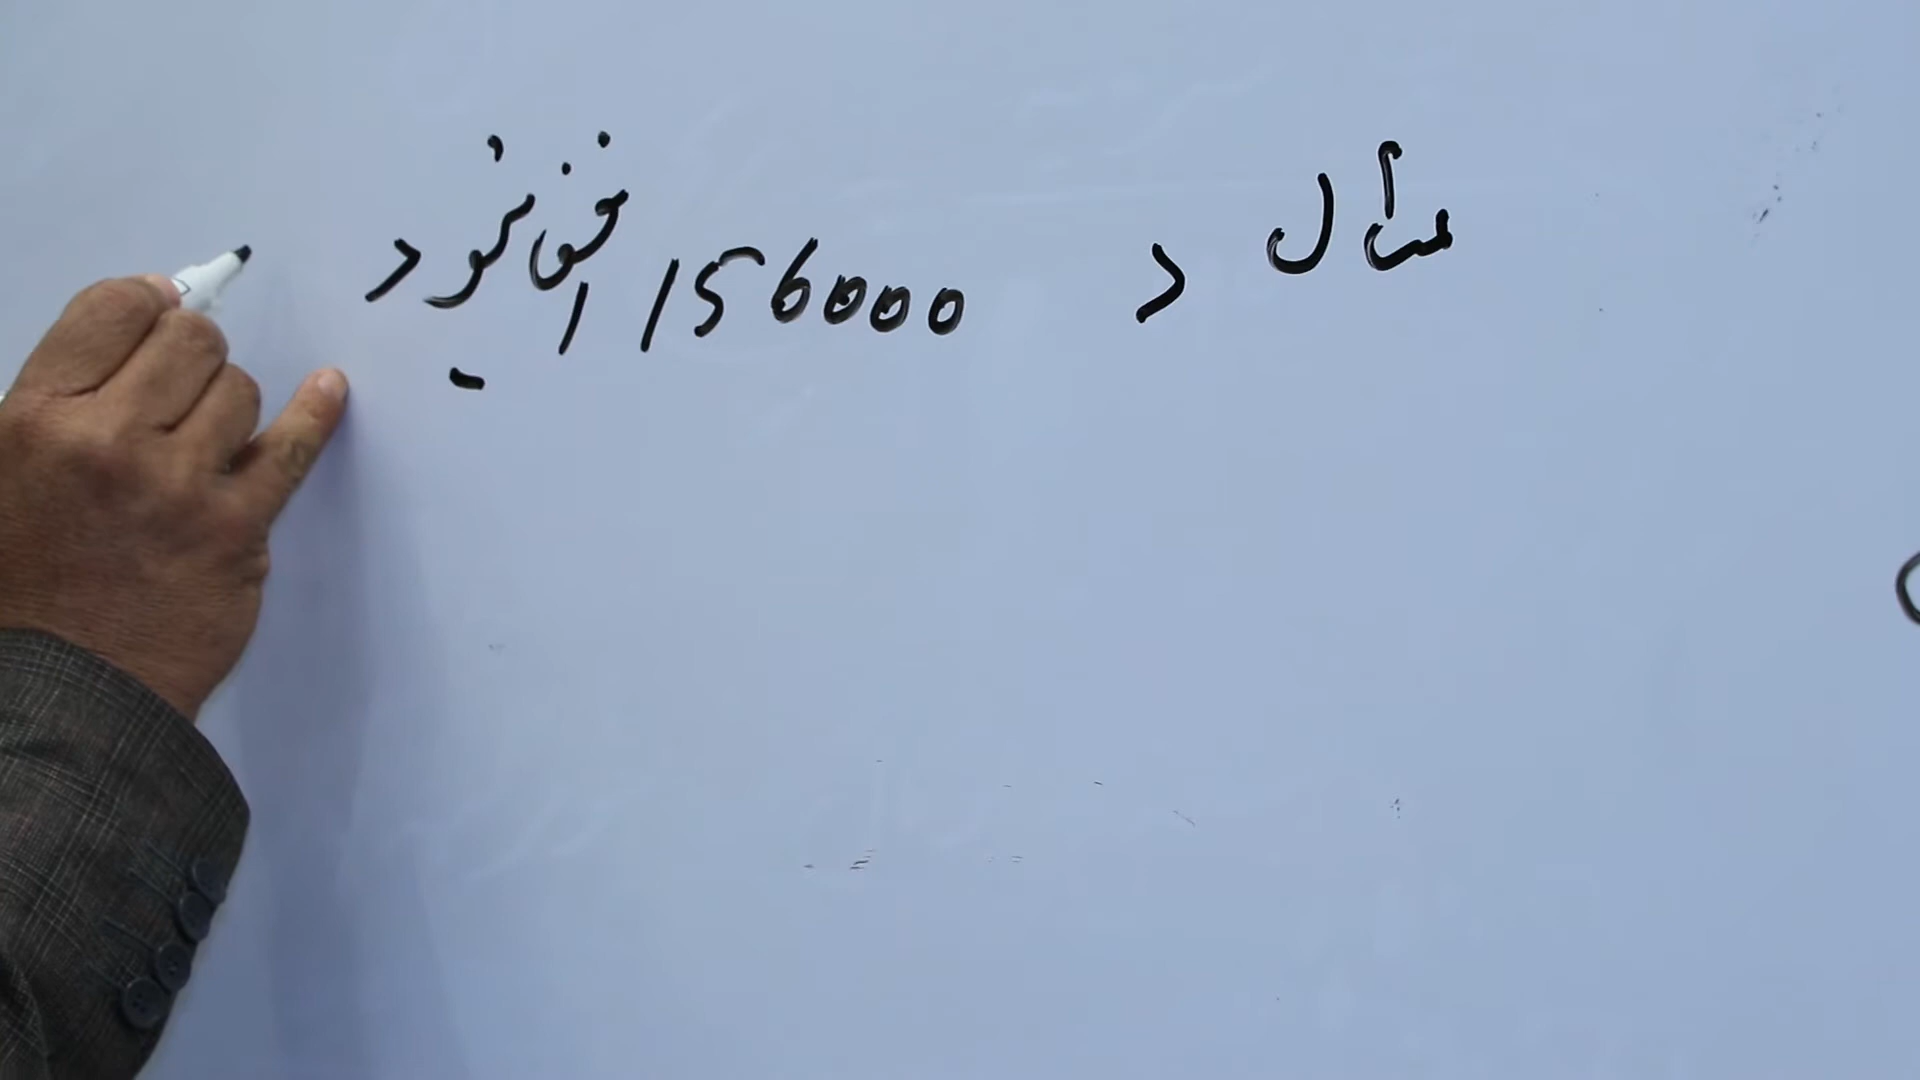 مثال د 156000 افغانیو د